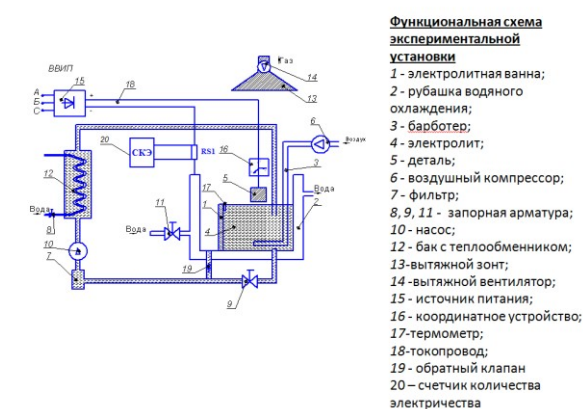 Функциональная схема
экспериментальной
установки
1 - электролитная ванна;
2 - рубашка водяного
охлаждения;
3 - барботер;
4 - электролит;
5 - деталь;
6 - воздушный компрессор;
7 - фильтр;
8, 9, 11 - запорная арматура;
10 - насос;
12 - бак с теплообменником;
13-вытяжной зонт;
14 -вытяжной вентилятор;
15 - источник питания;
16 - координатное устройство;
17-термометр;
18-токопровод;
19 - обратный клапан
20 – счетчик количества
электричества
ВВИП
15
А
Б
С
+
-
18
Газ
14
13
6
Воздух
20
СКЭ
RS1
16
3
12
5
17
Вода
1
2
11
4
Вода
8
Вода
10
7
19
9